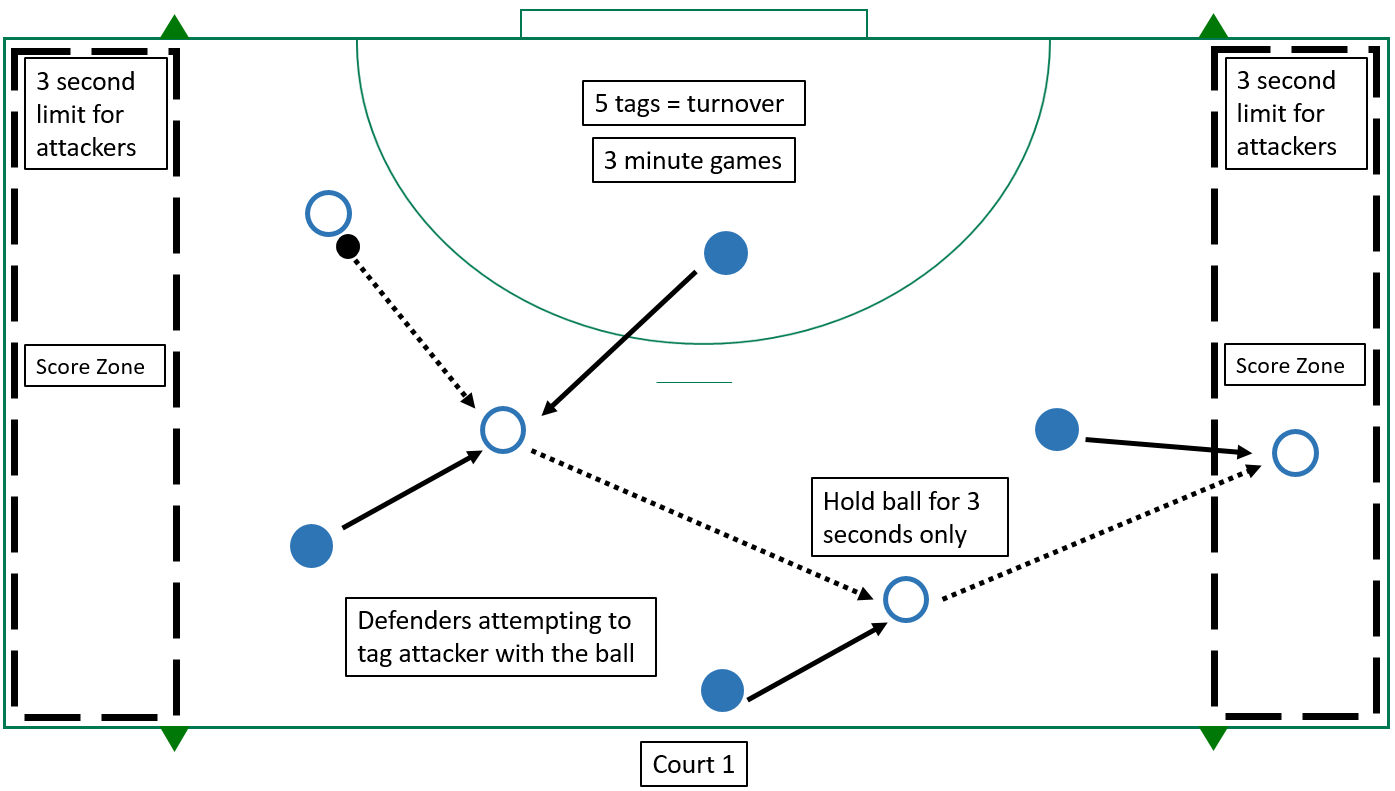 3 second
limit for
attackers
5 tags = turnover
3 minute games
3 second
limit for
attackers
Score Zone
Score Zone
Hold ball for 3
seconds only
Defenders attempting to
tag attacker with the ball
Court 1